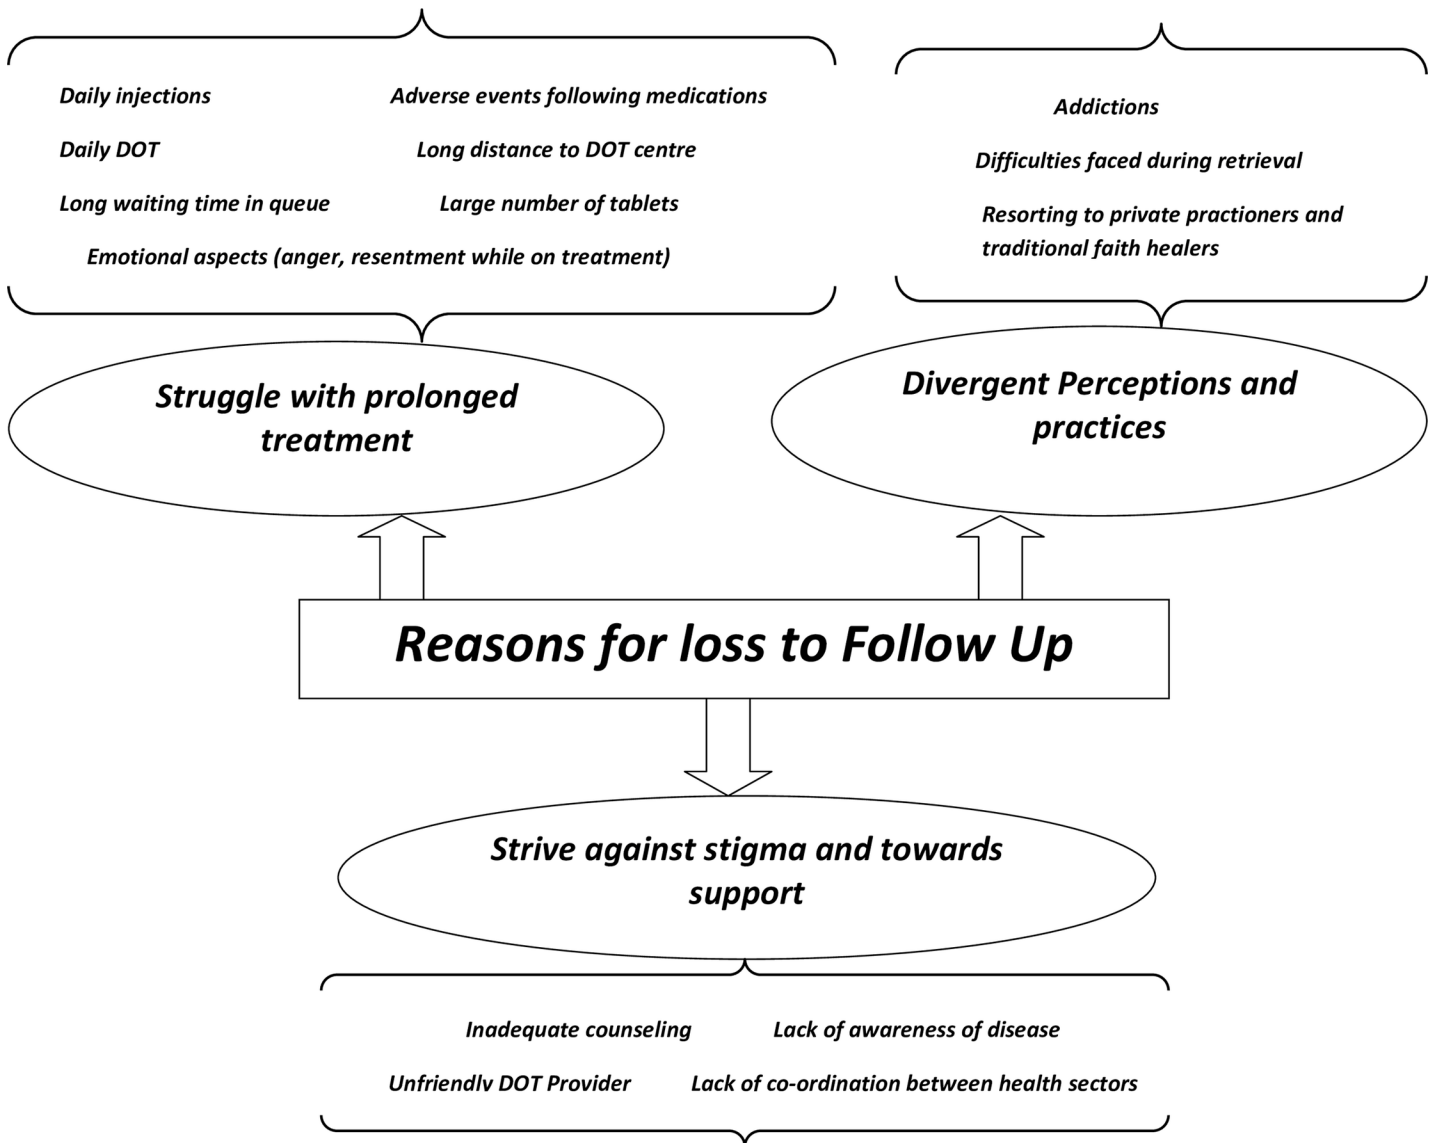 Daily injections
Adverse events following medications
Daily DOT
Long distance to DOT centre
Long waiting time in queue
Large number of tablets
Emotional aspects (anger, resentment while on treatment)
Addictions
Difficulties faced during retrieval
Resorting to private practioners and
traditional faith healers
Struggle with prolonged
treatment
Divergent Perceptions and
practices
Reasons for loss to Follow Up
Strive against stigma and towards
support
Inadequate counseling
Lack of awareness of disease
Unfriendly DOT Provider
Lack of co-ordination between health sectors